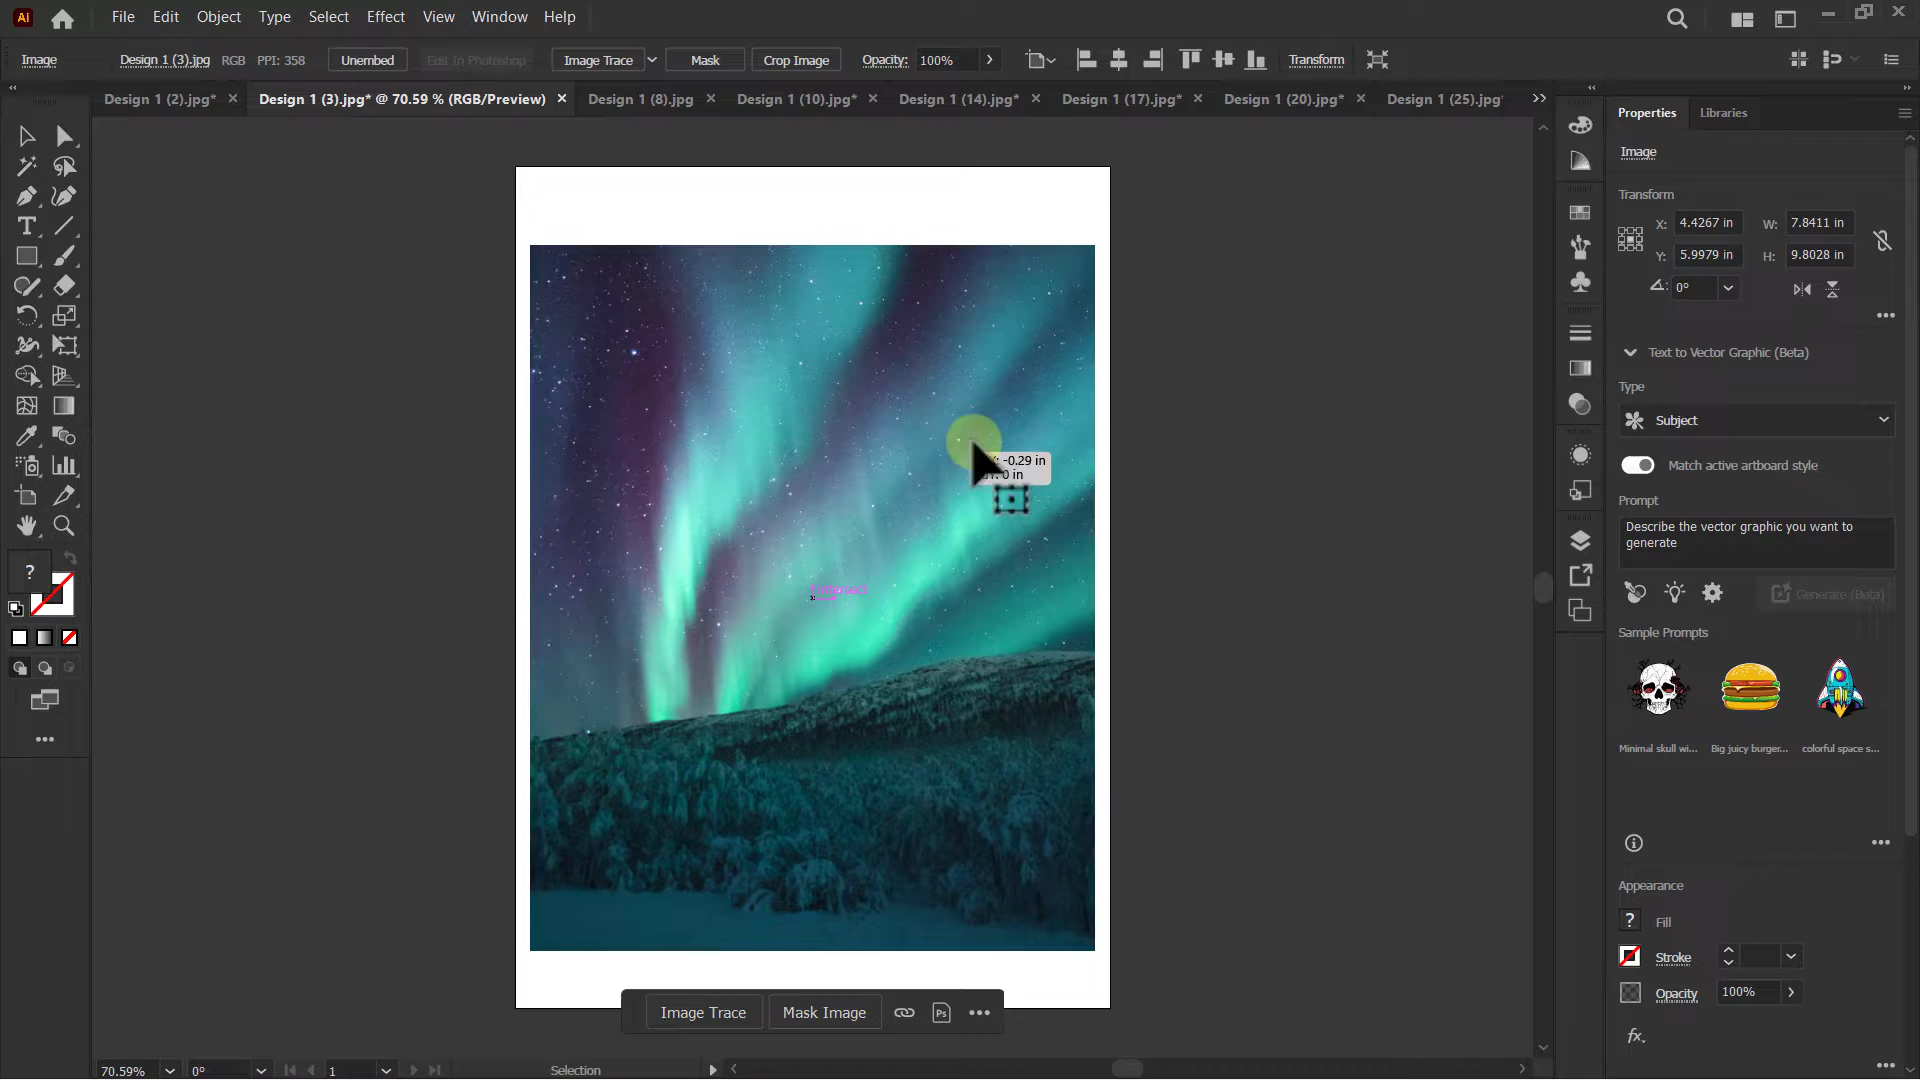 Ai File Edit Object Type Select Effect View Window Help
Image Design 1 (3).jpg RGB PPI: 358 Unembed Edit In Photoshop Image Trace Mask Crop Image Opacity: 100% Transform
Design 1 (2).jpg* Design 1 (3).jpg* @ 70.59 % (RGB/Preview) Design 1 (8).jpg Design 1 (10).jpg* Design 1 (14).jpg* Design 1 (17).jpg* Design 1 (20).jpg* Design 1 (25).jpg*
Properties Libraries
Image
Transform
X: 4.4267 in W: 7.8411 in
Y: 5.9979 in H: 9.8028 in
0°
Text to Vector Graphic (Beta)
Type
Subject
Match active artboard style
Prompt
Describe the vector graphic you want to
generate
Generate (Beta)
Sample Prompts
Minimal skull wi... Big juicy burger... colorful space s...
Appearance
? Fill
Stroke
Opacity 100%
fx
-0.29 in
0 in
?
Image Trace Mask Image Ps
70.59% 0° 1 Selection